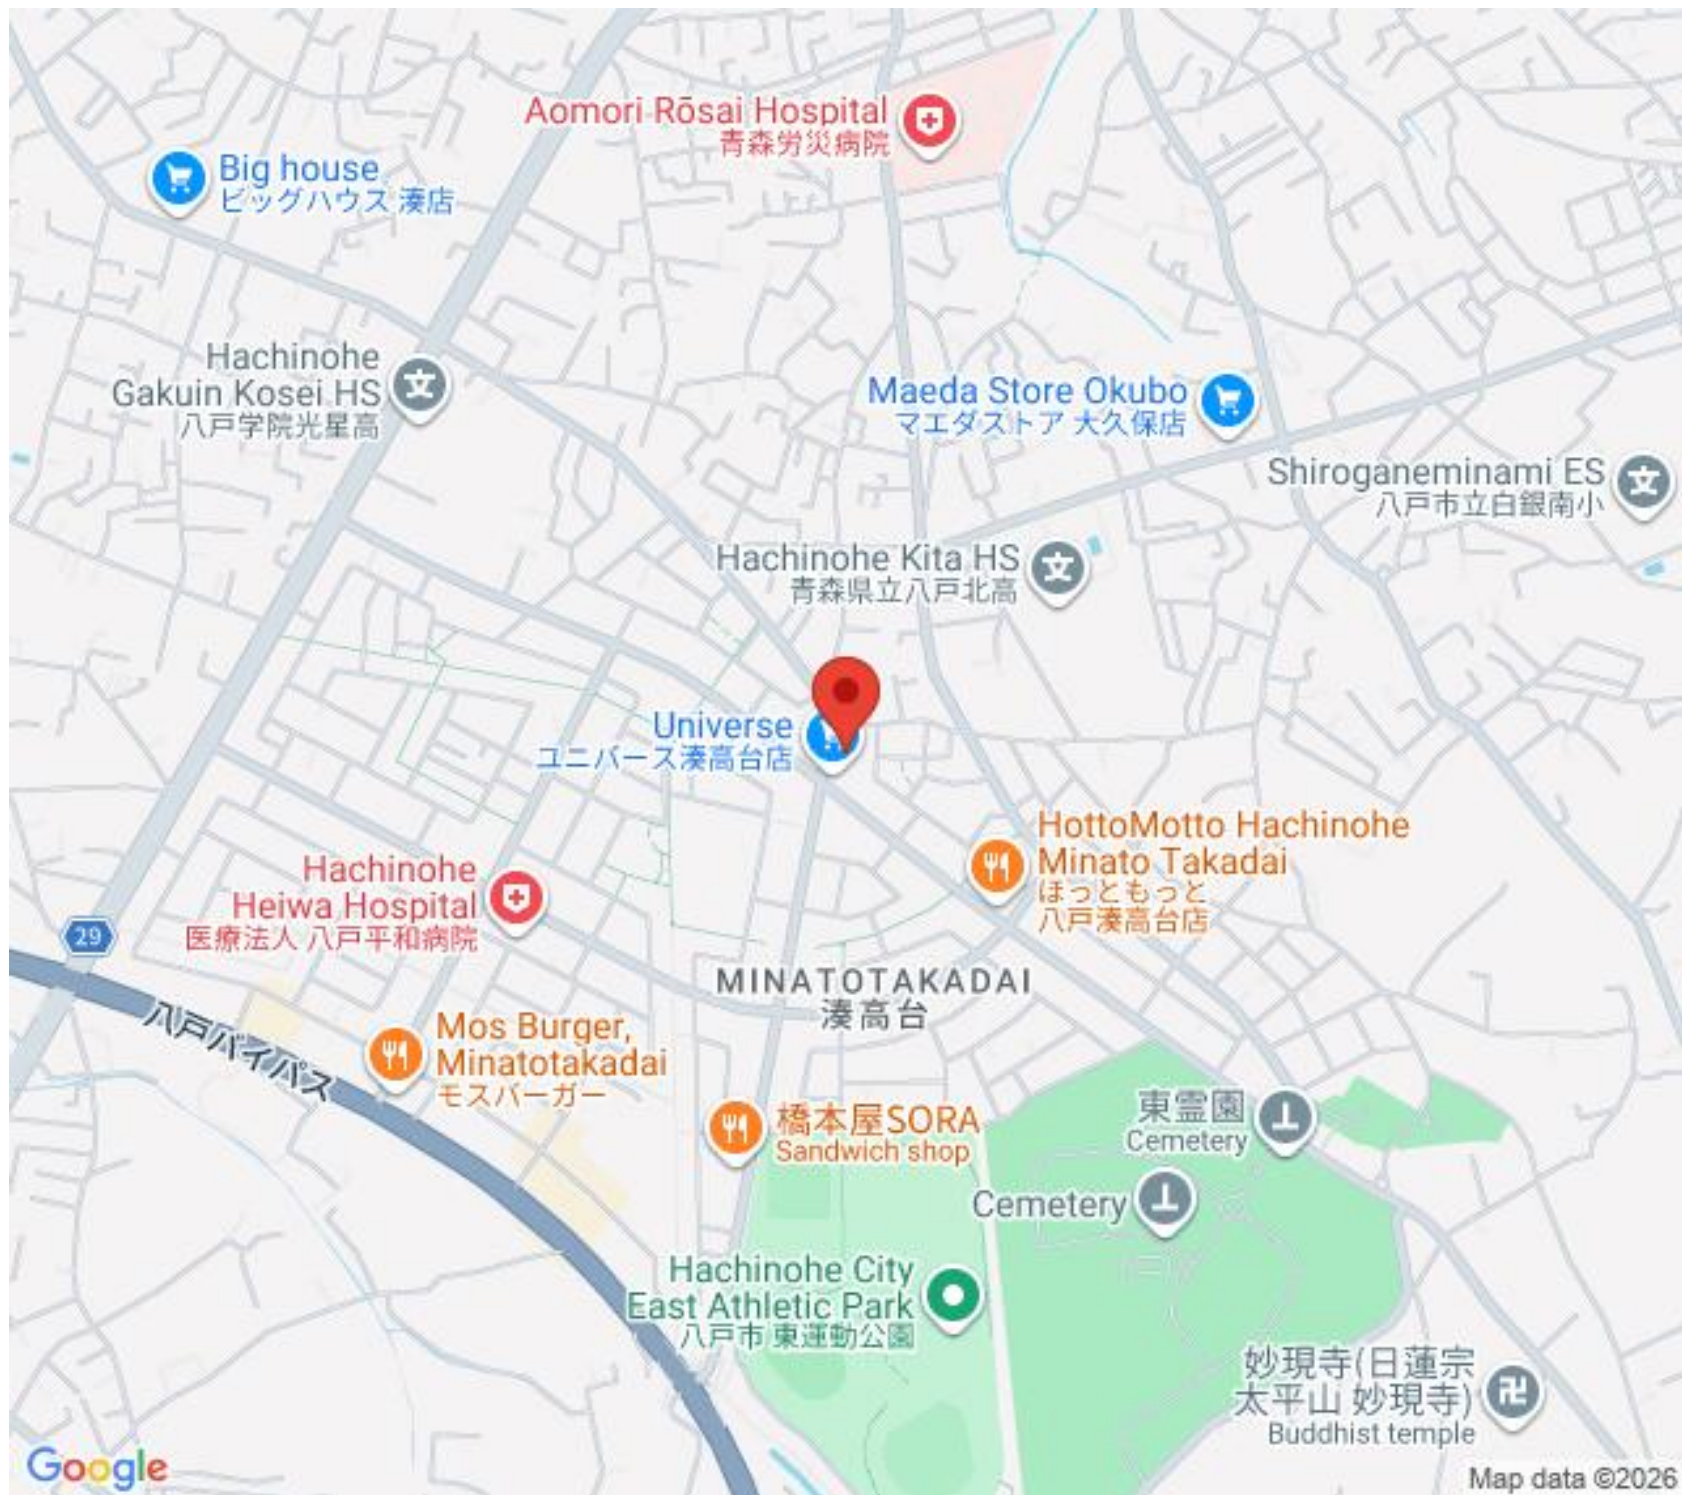 Aomori Rōsai Hospital
青森労災病院
Big house
ビッグハウス 湊店
Hachinohe
Gakuin Kosei HS
八戸学院光星高
Maeda Store Okubo
マエダストア 大久保店
Shiroganeminami ES
八戸市立白銀南小
Hachinohe Kita HS
青森県立八戸北高
Universe
ユニバース湊高台店
HottoMotto Hachinohe
Minato Takadai
ほっともっと
八戸湊高台店
Hachinohe
Heiwa Hospital
医療法人 八戸平和病院
29
MINATOTAKADAI
湊高台
八戸バイパス
Mos Burger,
Minatotakadai
モスバーガー
橋本屋SORA
Sandwich shop
東霊園
Cemetery
Cemetery
Hachinohe City
East Athletic Park
八戸市 東運動公園
妙現寺(日蓮宗
太平山 妙現寺)
Buddhist temple
Google
Map data ©2026